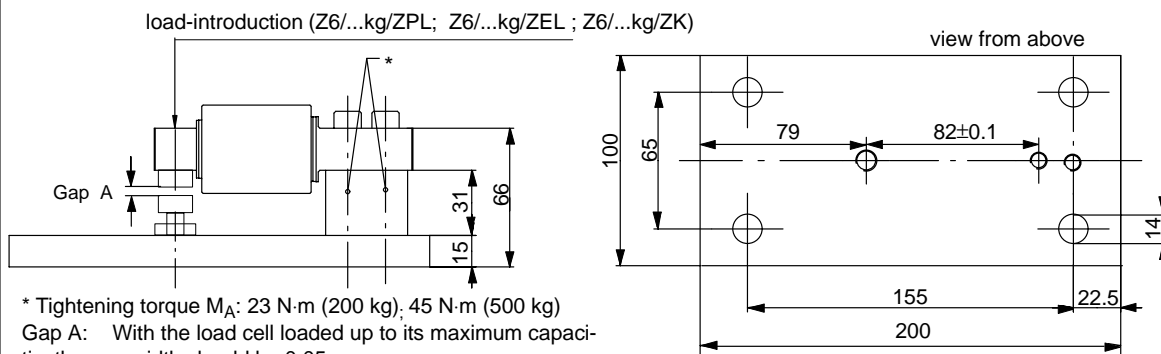 load-introduction (Z6/...kg/ZPL; Z6/...kg/ZEL ; Z6/...kg/ZK)
*
view from above
Gap A
31
66
15
79
82±0.1
100
65
14
155
22.5
200
* Tightening torque MA: 23 N·m (200 kg); 45 N·m (500 kg)
Gap A: With the load cell loaded up to its maximum capaci-